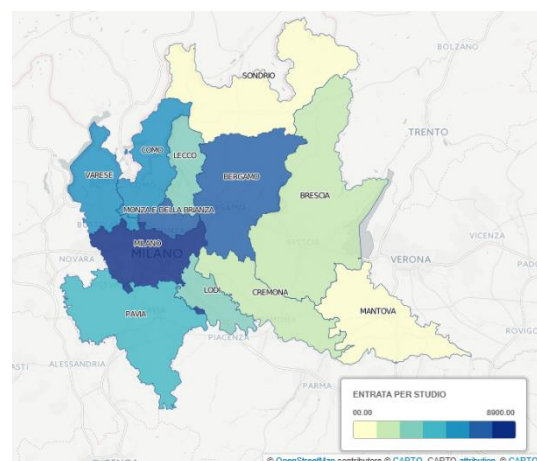 BOLZANO
SONDRIO
TRENTO
COMO
LECCO
VARESE
BERGAMO
BRESCIA
MONZA E DELLA BRIANZA
MILANO
MILANO
NOVARA
VICENZA
VERONA
LODI
CREMONA
PAVIA
MANTOVA
PIACENZA
ROVIGO
ALESSANDRIA
PARMA
ENTRATA PER STUDIO
00.00 8900.00
© OpenStreetMap contributors © CARTO, CARTO attribution, © CARTO